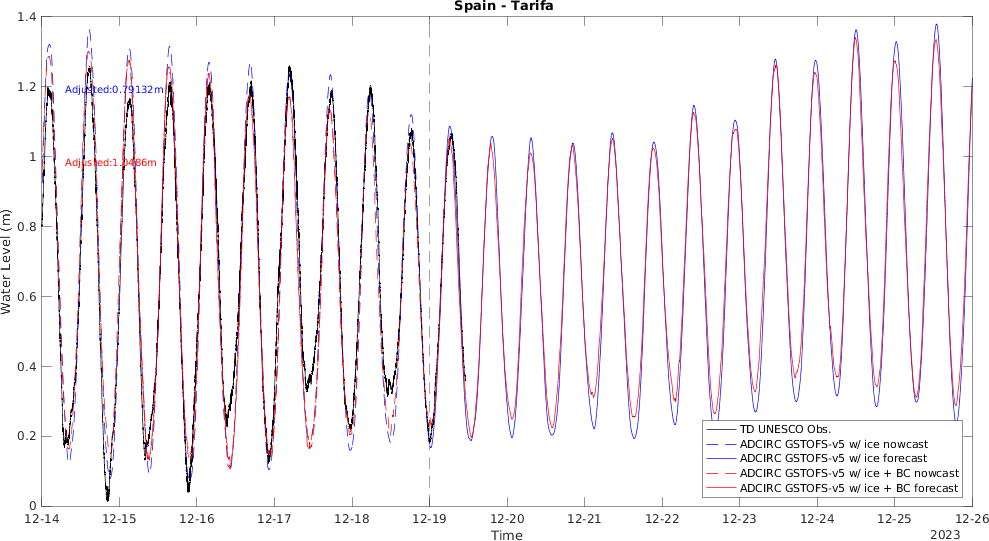 Spain - Tarifa
1.4
1.2
1
0.8
0.6
0.4
0.2
0
Water Level (m)
Adjusted:0.79132m
Adjusted:1.0486m
TD UNESCO Obs.
ADCIRC GSTOFS-v5 w/ ice nowcast
ADCIRC GSTOFS-v5 w/ ice forecast
ADCIRC GSTOFS-v5 w/ ice + BC nowcast
ADCIRC GSTOFS-v5 w/ ice + BC forecast
12-14 12-15 12-16 12-17 12-18 12-19 12-20 12-21 12-22 12-23 12-24 12-25 12-26
Time
2023